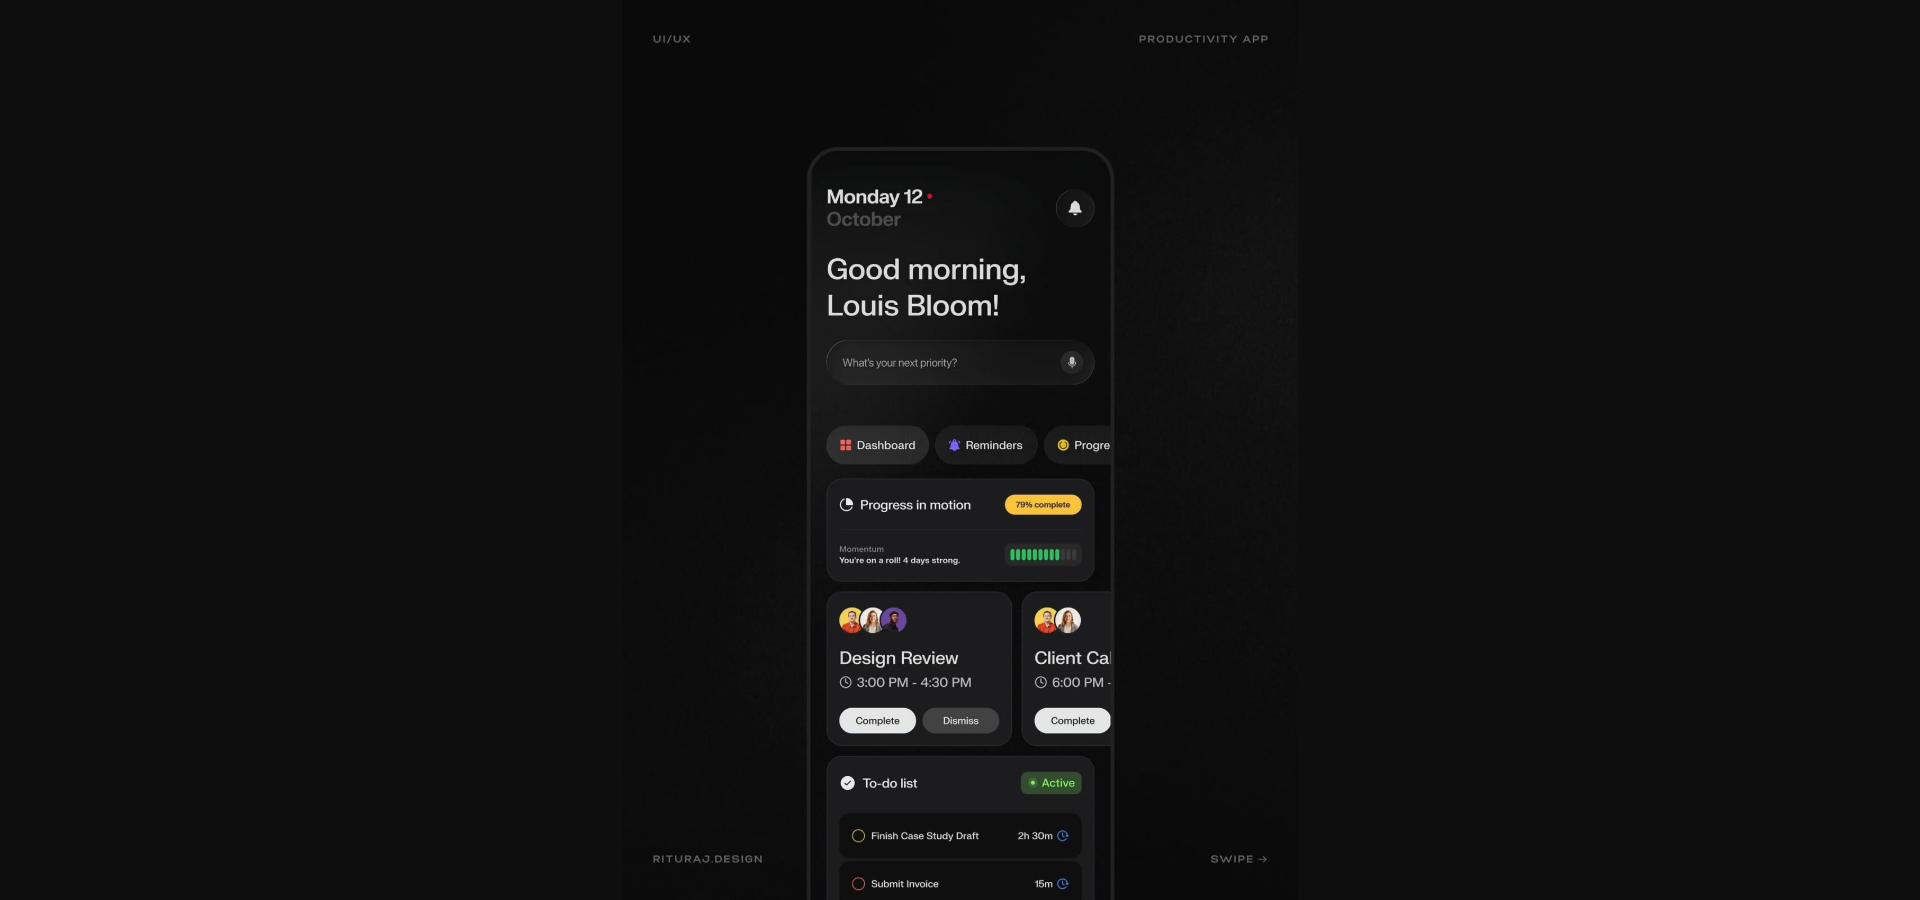 UI/UX
PRODUCTIVITY APP
Monday 12
October
Good morning,
Louis Bloom!
What's your next priority?
Dashboard
Reminders
Progre
Progress in motion
79% complete
Momentum
You're on a roll! 4 days strong.
Design Review
3:00 PM - 4:30 PM
Complete
Dismiss
Client Cal
6:00 PM -
Complete
To-do list
Active
Finish Case Study Draft
2h 30m
Submit Invoice
15m
RITURAJ.DESIGN
SWIPE →